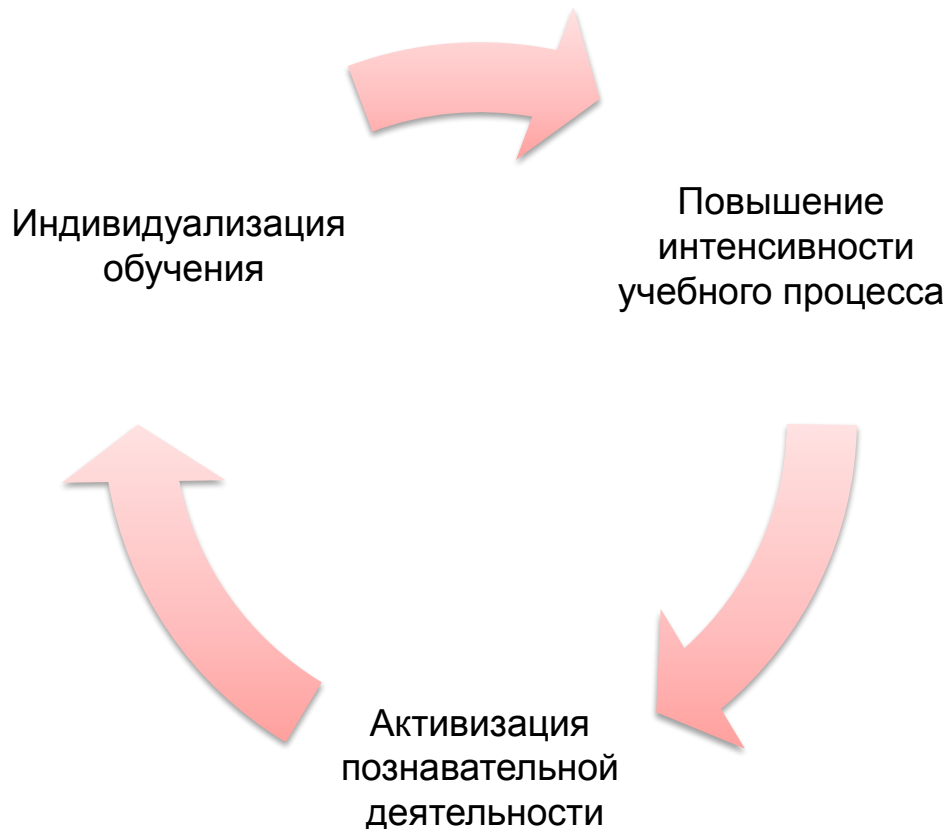 Индивидуализация
обучения
Повышение
интенсивности
учебного процесса
Активизация
познавательной
деятельности